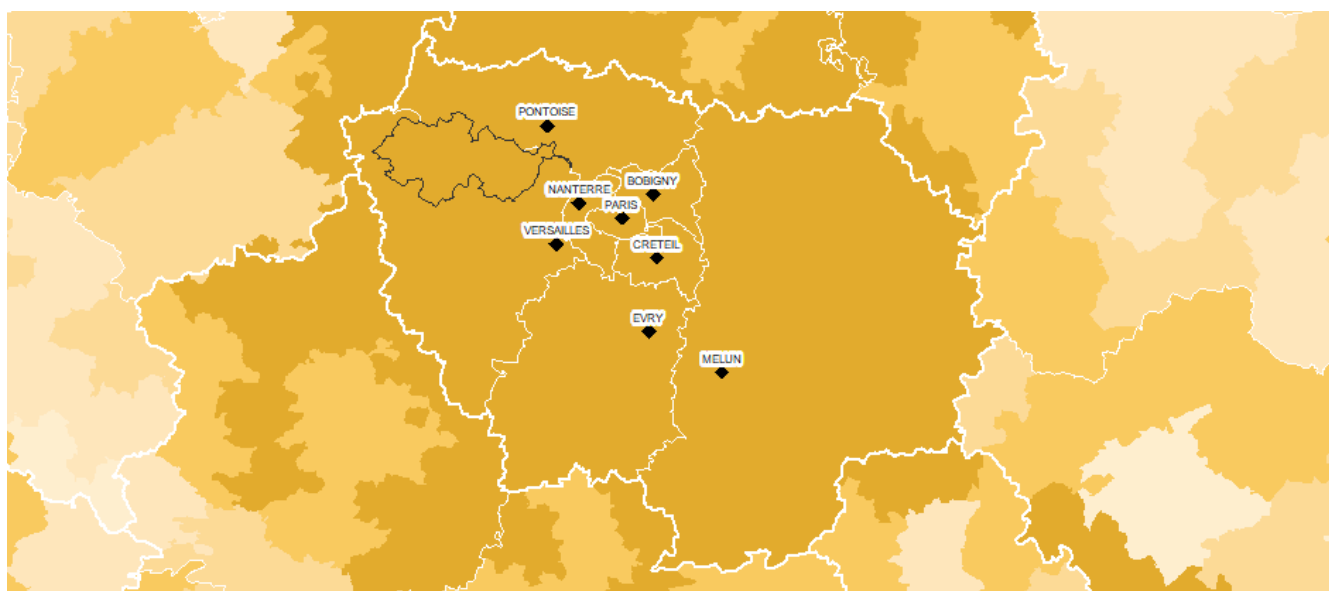 PONTOISE
BOBIGNY
NANTERRE
PARIS
VERSAILLES
CRETEIL
EVRY
MELUN